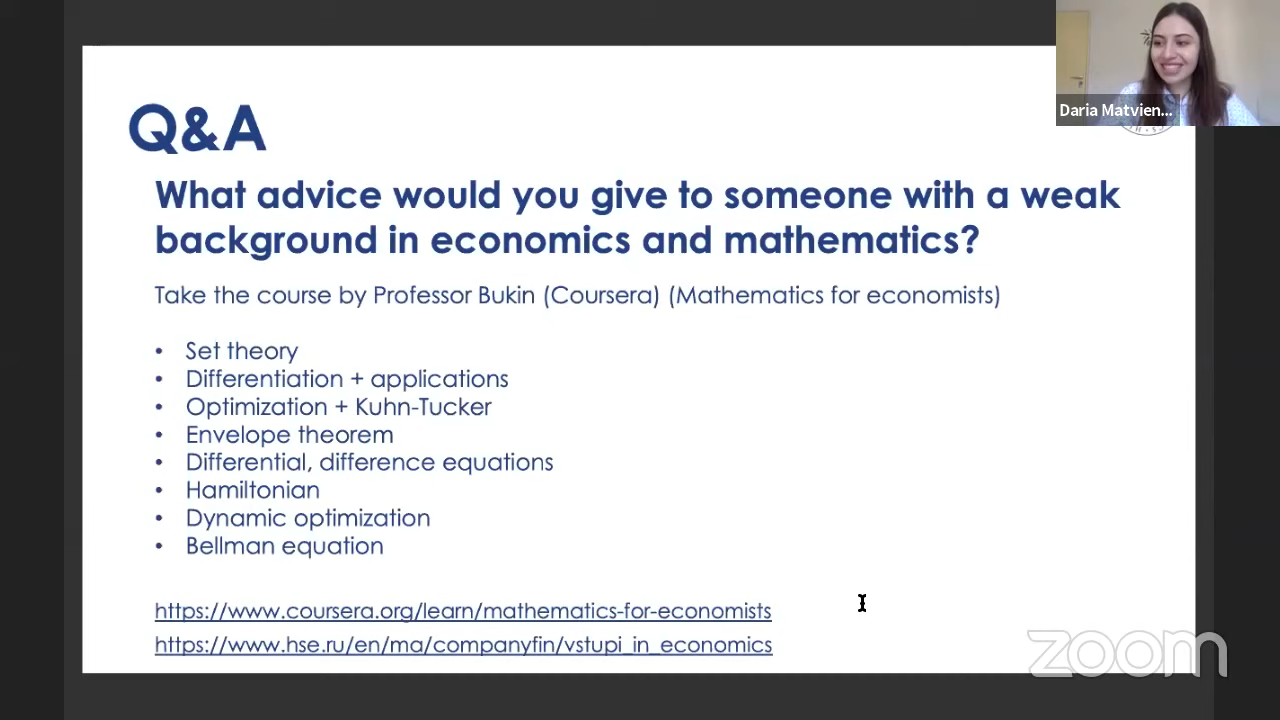 Daria Matvien...
Q&A
What advice would you give to someone with a weak
background in economics and mathematics?
Take the course by Professor Bukin (Coursera) (Mathematics for economists)
• Set theory
• Differentiation + applications
• Optimization + Kuhn-Tucker
• Envelope theorem
• Differential, difference equations
• Hamiltonian
• Dynamic optimization
• Bellman equation
https://www.coursera.org/learn/mathematics-for-economists
https://www.hse.ru/en/ma/companyfin/vstupi_in_economics
zoom